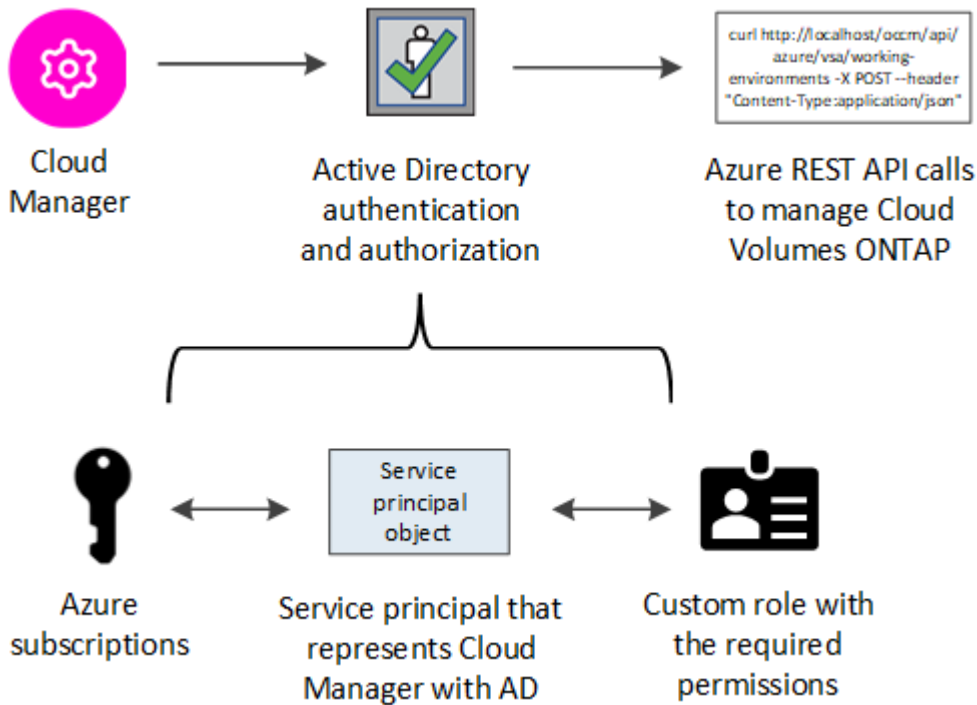 curl http://localhost/occm/api/
azure/vsa/working-
environments -X POST --header
"Content-Type:application/json"
Cloud
Manager
Active Directory
authentication
and authorization
Azure REST API calls
to manage Cloud
Volumes ONTAP
Service
principal
object
Azure
subscriptions
Service principal that
represents Cloud
Manager with AD
Custom role with
the required
permissions